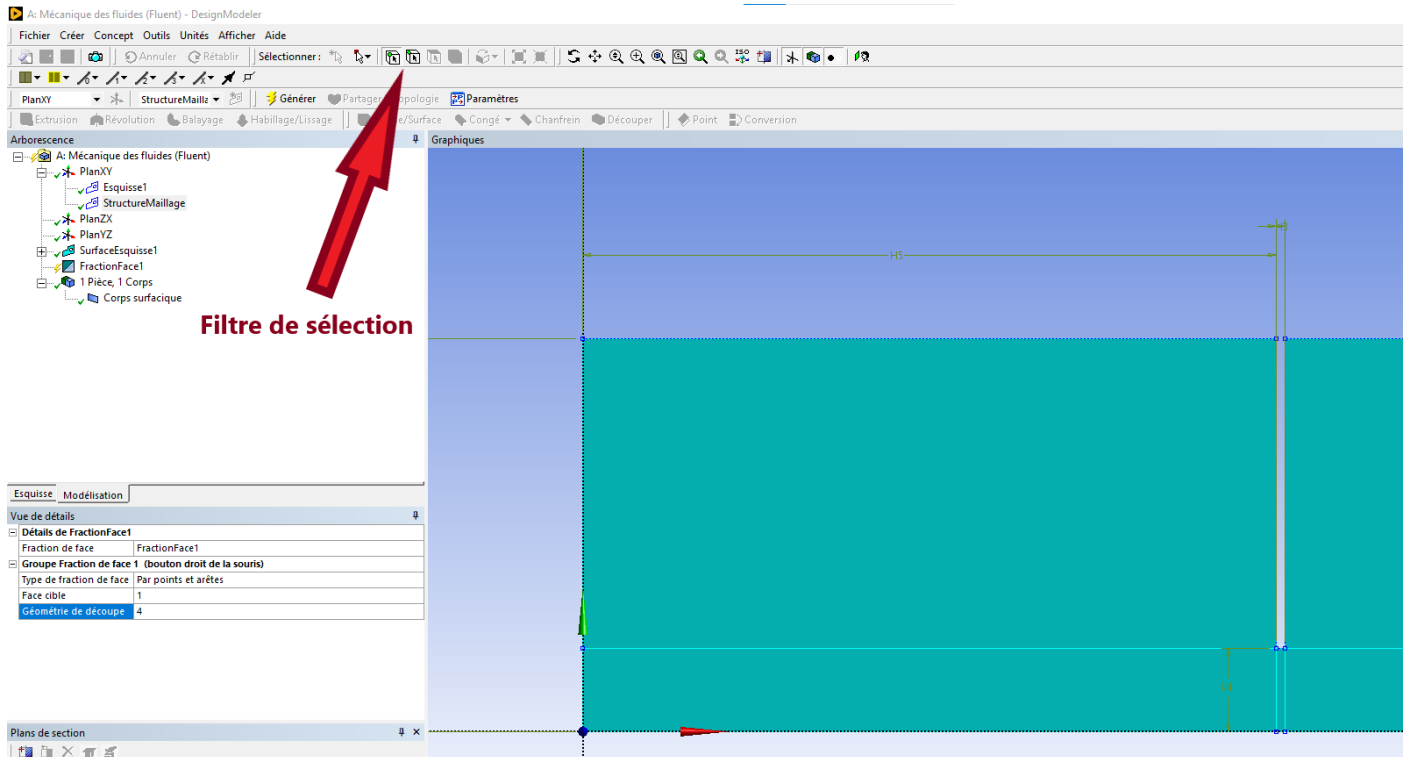 A: Mécanique des fluides (Fluent) - DesignModeler
Fichier Créer Concept Outils Unités Afficher Aide
Annuler Rétablir Sélectionner: ISO
PlanXY StructureMailla Générer Partager Topologie Paramètres
Extrusion Révolution Balayage Habillage/Lissage /Surface Congé Chanfrein Découper Point Conversion
Arborescence
Graphiques
A: Mécanique des fluides (Fluent)
PlanXY
Esquisse1
StructureMaillage
PlanZX
PlanYZ
SurfaceEsquisse1
FractionFace1
1 Pièce, 1 Corps
Corps surfacique
Filtre de sélection
H5
Esquisse Modélisation
Vue de détails
Détails de FractionFace1
Fraction de face FractionFace1
Groupe Fraction de face 1 (bouton droit de la souris)
Type de fraction de face Par points et arêtes
Face cible 1
Géométrie de découpe 4
Plans de section